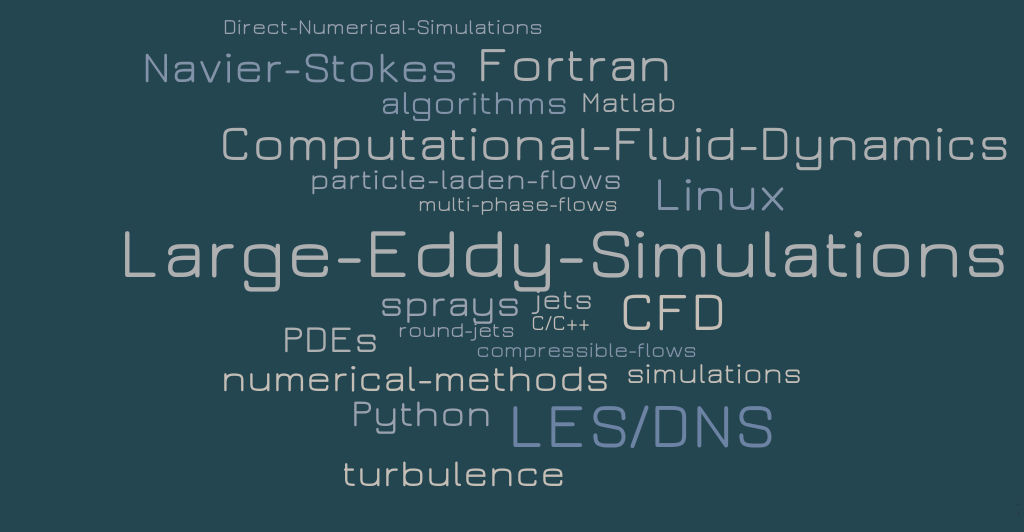 Direct-Numerical-Simulations
Navier-Stokes Fortran
algorithms Matlab
Computational-Fluid-Dynamics
particle-laden-flows Linux
multi-phase-flows
Large-Eddy-Simulations
sprays jets CFD
C/C++
PDEs round-jets
compressible-flows
numerical-methods simulations
Python LES/DNS
turbulence